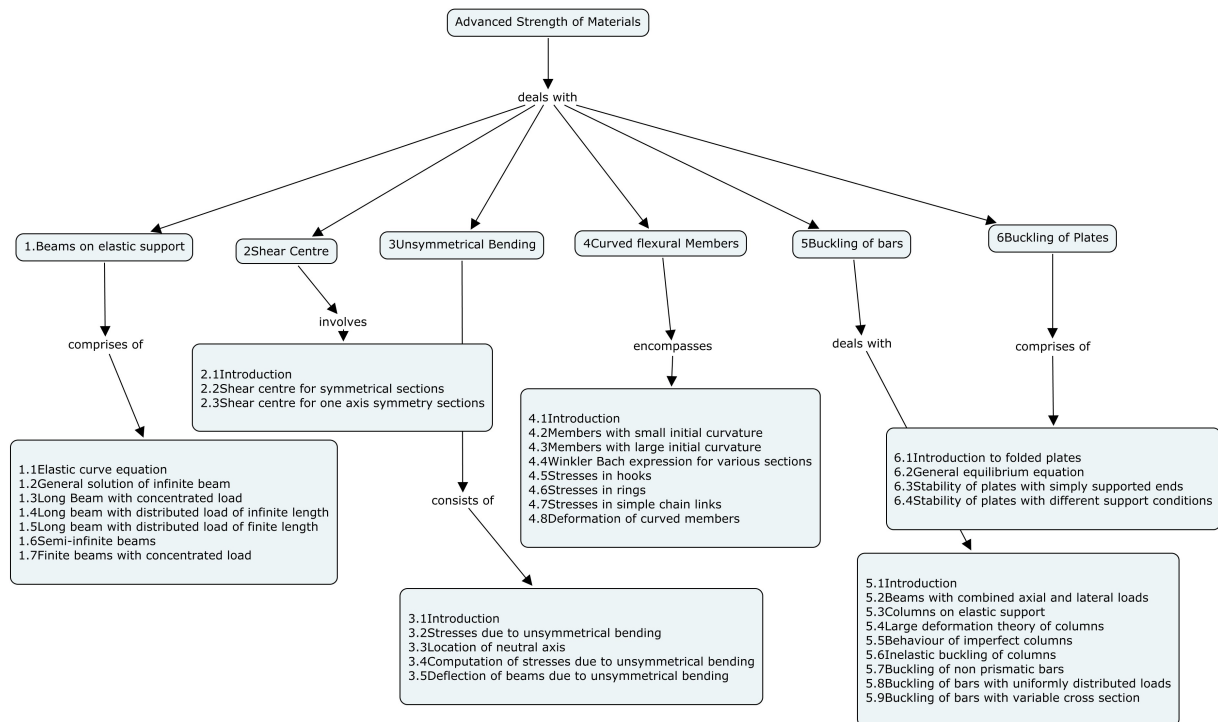 Advanced Strength of Materials
deals with
1.Beams on elastic support
2Shear Centre
3Unsymmetrical Bending
4Curved flexural Members
5Buckling of bars
6Buckling of Plates
comprises of
involves
encompasses
deals with
comprises of
2.1Introduction
2.2Shear centre for symmetrical sections
2.3Shear centre for one axis symmetry sections
1.1Elastic curve equation
1.2General solution of infinite beam
1.3Long Beam with concentrated load
1.4Long beam with distributed load of infinite length
1.5Long beam with distributed load of finite length
1.6Semi-infinite beams
1.7Finite beams with concentrated load
consists of
4.1Introduction
4.2Members with small initial curvature
4.3Members with large initial curvature
4.4Winkler Bach expression for various sections
4.5Stresses in hooks
4.6Stresses in rings
4.7Stresses in simple chain links
4.8Deformation of curved members
6.1Introduction to folded plates
6.2General equilibrium equation
6.3Stability of plates with simply supported ends
6.4Stability of plates with different support conditions
3.1Introduction
3.2Stresses due to unsymmetrical bending
3.3Location of neutral axis
3.4Computation of stresses due to unsymmetrical bending
3.5Deflection of beams due to unsymmetrical bending
5.1Introduction
5.2Beams with combined axial and lateral loads
5.3Columns on elastic support
5.4Large deformation theory of columns
5.5Behaviour of imperfect columns
5.6Inelastic buckling of columns
5.7Buckling of non prismatic bars
5.8Buckling of bars with uniformly distributed loads
5.9Buckling of bars with variable cross section